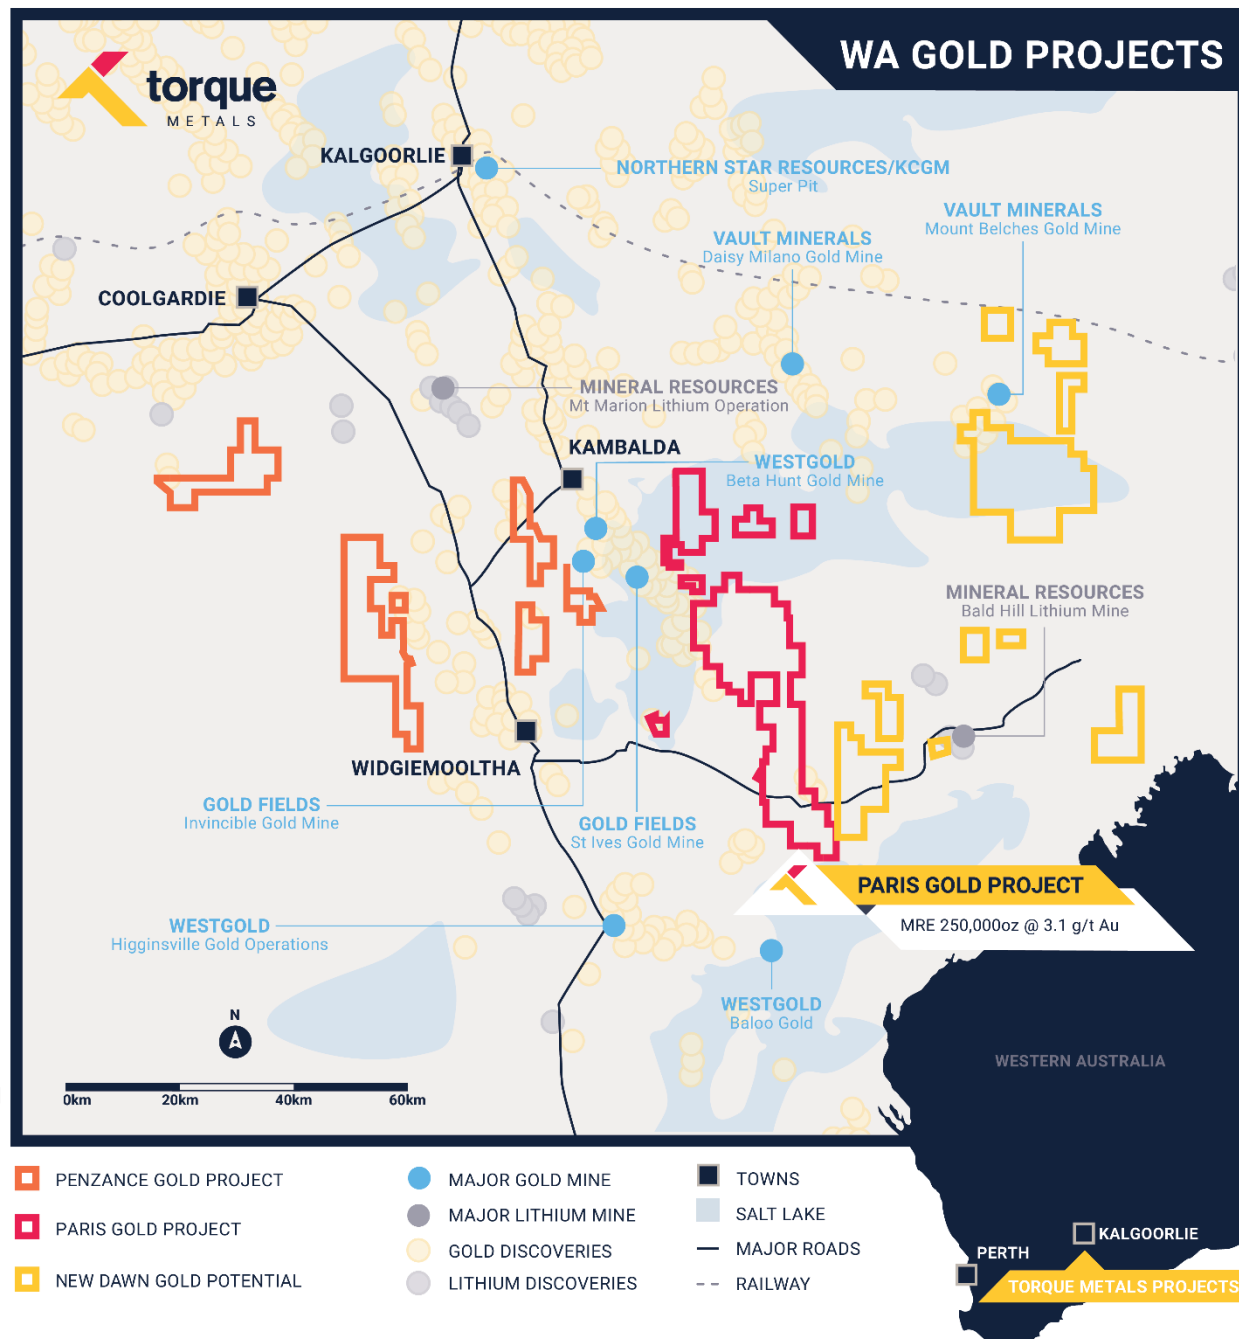 WA GOLD PROJECTS
torque
METALS
KALGOORLIE
NORTHERN STAR RESOURCES/KCGM
Super Pit
VAULT MINERALS
Mount Belches Gold Mine
VAULT MINERALS
Daisy Milano Gold Mine
COOLGARDIE
MINERAL RESOURCES
Mt Marion Lithium Operation
KAMBALDA
WESTGOLD
Beta Hunt Gold Mine
MINERAL RESOURCES
Bald Hill Lithium Mine
WIDGIEMOOLTHA
GOLD FIELDS
Invincible Gold Mine
GOLD FIELDS
St Ives Gold Mine
PARIS GOLD PROJECT
MRE 250,000oz @ 3.1 g/t Au
WESTGOLD
Higginsville Gold Operations
WESTGOLD
Baloo Gold
N
0km 20km 40km 60km
WESTERN AUSTRALIA
PENZANCE GOLD PROJECT
PARIS GOLD PROJECT
NEW DAWN GOLD POTENTIAL
MAJOR GOLD MINE
MAJOR LITHIUM MINE
GOLD DISCOVERIES
LITHIUM DISCOVERIES
TOWNS
SALT LAKE
MAJOR ROADS
RAILWAY
KALGOORLIE
PERTH
TORQUE METALS PROJECTS